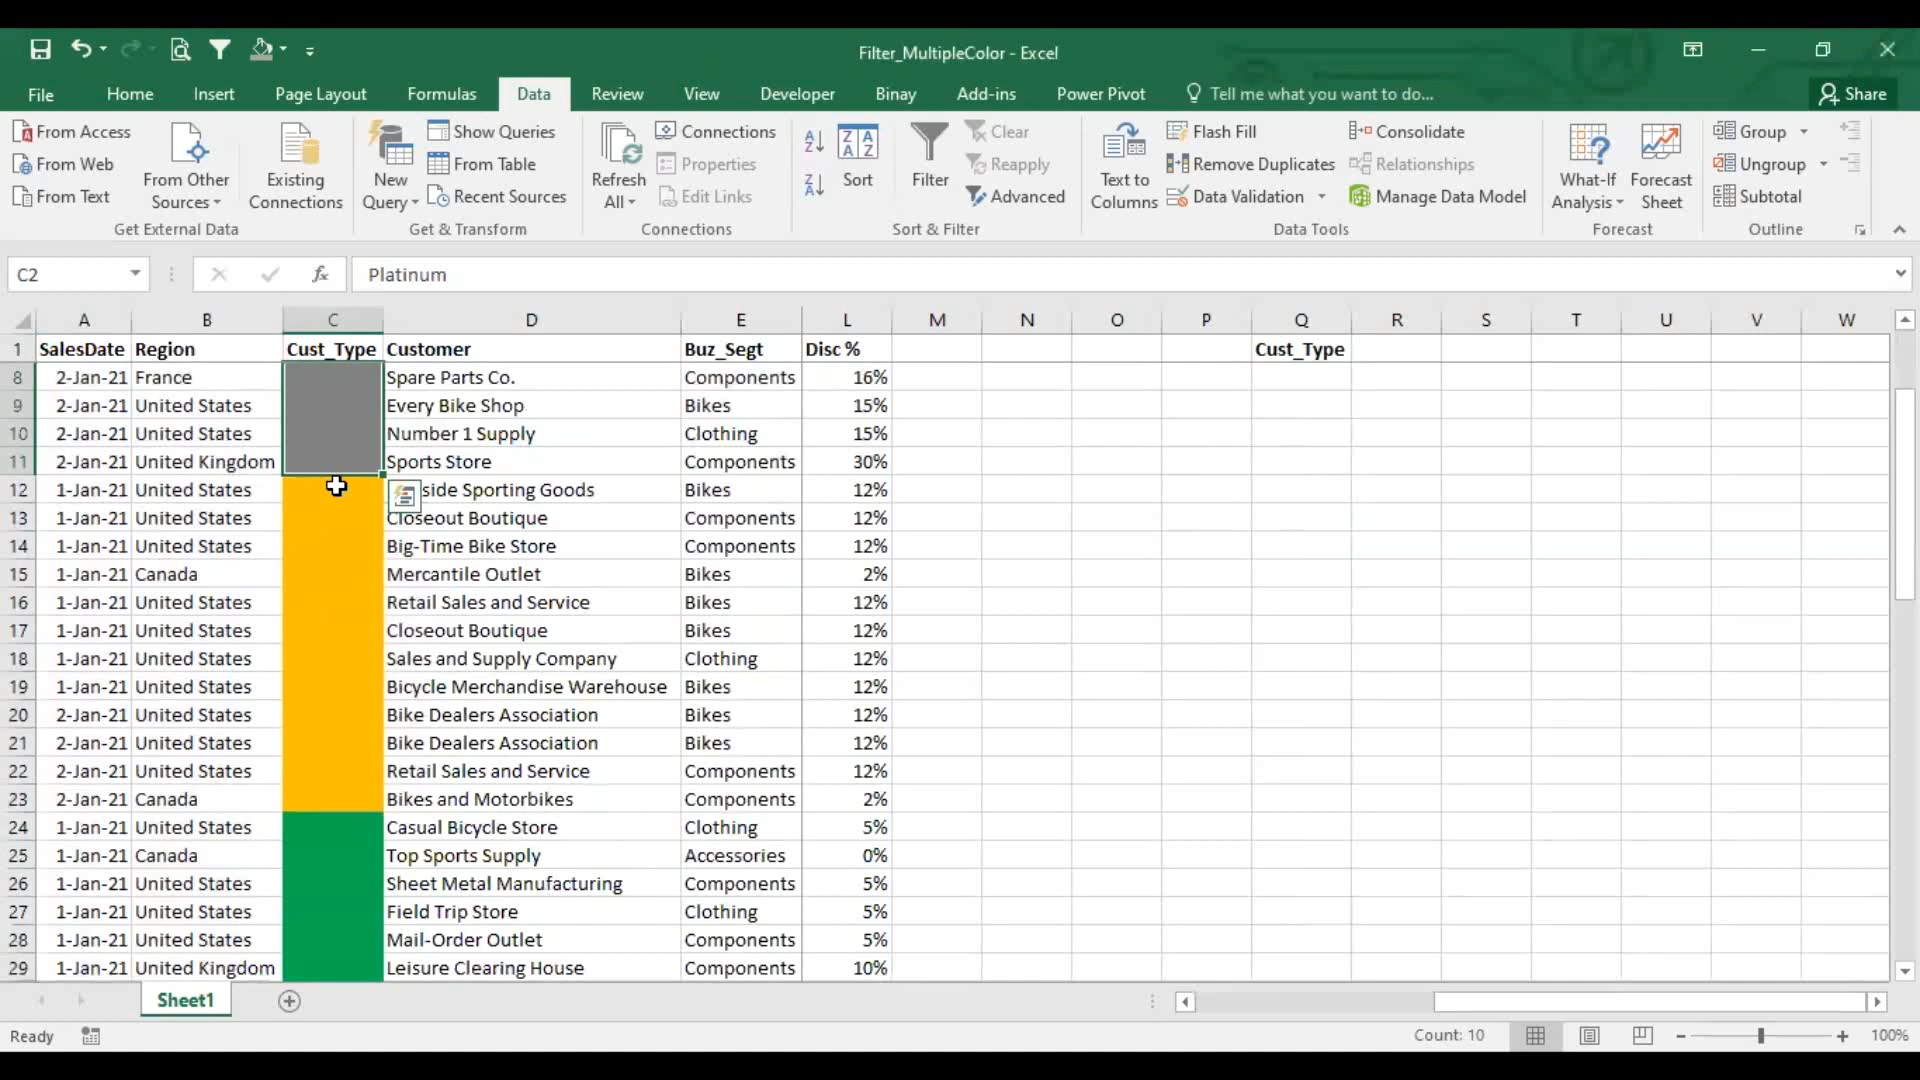 Filter_MultipleColor - Excel
File Home Insert Page Layout Formulas Data Review View Developer Binay Add-ins Power Pivot Tell me what you want to do... Share
From Access
From Web
From Text
From Other Sources
Existing Connections
Get External Data
New Query
Show Queries
From Table
Recent Sources
Get & Transform
Refresh All
Connections
Properties
Edit Links
Connections
Sort
Filter
Clear
Reapply
Advanced
Sort & Filter
Text to Columns
Flash Fill
Remove Duplicates
Data Validation
Consolidate
Relationships
Manage Data Model
Data Tools
What-If Analysis
Forecast Sheet
Forecast
Group
Ungroup
Subtotal
Outline
C2 fx Platinum
A B C D E L M N O P Q R S T U V W
1 SalesDate Region Cust_Type Customer Buz_Segt Disc % Cust_Type
8 2-Jan-21 France Spare Parts Co. Components 16%
9 2-Jan-21 United States Every Bike Shop Bikes 15%
10 2-Jan-21 United States Number 1 Supply Clothing 15%
11 2-Jan-21 United Kingdom Sports Store Components 30%
12 1-Jan-21 United States side Sporting Goods Bikes 12%
13 1-Jan-21 United States Closeout Boutique Components 12%
14 1-Jan-21 United States Big-Time Bike Store Components 12%
15 1-Jan-21 Canada Mercantile Outlet Bikes 2%
16 1-Jan-21 United States Retail Sales and Service Bikes 12%
17 1-Jan-21 United States Closeout Boutique Bikes 12%
18 1-Jan-21 United States Sales and Supply Company Clothing 12%
19 1-Jan-21 United States Bicycle Merchandise Warehouse Bikes 12%
20 2-Jan-21 United States Bike Dealers Association Bikes 12%
21 2-Jan-21 United States Bike Dealers Association Bikes 12%
22 2-Jan-21 United States Retail Sales and Service Components 12%
23 2-Jan-21 Canada Bikes and Motorbikes Components 2%
24 1-Jan-21 United States Casual Bicycle Store Clothing 5%
25 1-Jan-21 Canada Top Sports Supply Accessories 0%
26 1-Jan-21 United States Sheet Metal Manufacturing Components 5%
27 1-Jan-21 United States Field Trip Store Clothing 5%
28 1-Jan-21 United States Mail-Order Outlet Components 5%
29 1-Jan-21 United Kingdom Leisure Clearing House Components 10%
Sheet1
Ready Count: 10 100%